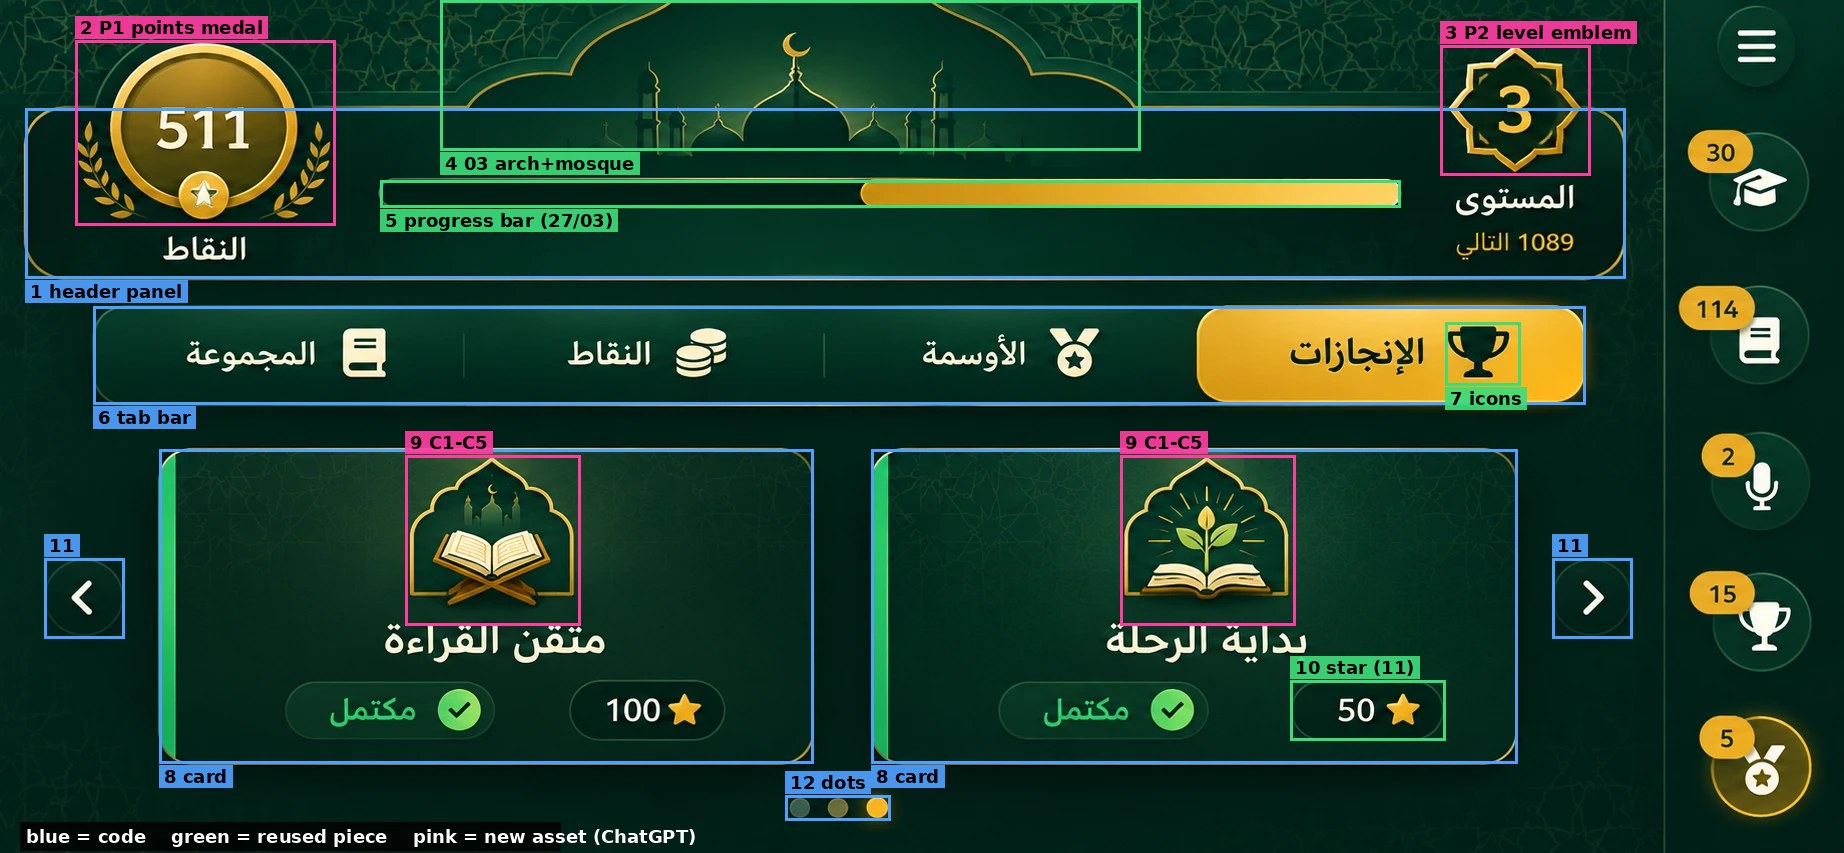 2 P1 points medal
3 P2 level emblem
511
3
30
4 03 arch+mosque
المستوى
5 progress bar (27/03)
النقاط
1089 التالي
1 header panel
114
الإنجازات
الأوسمة
النقاط
المجموعة
7 icons
6 tab bar
9 C1-C5
9 C1-C5
2
11
11
15
بداية الرحلة
متقن القراءة
10 star (11)
50
مكتمل
100
مكتمل
5
8 card
12 dots
8 card
blue = code green = reused piece pink = new asset (ChatGPT)